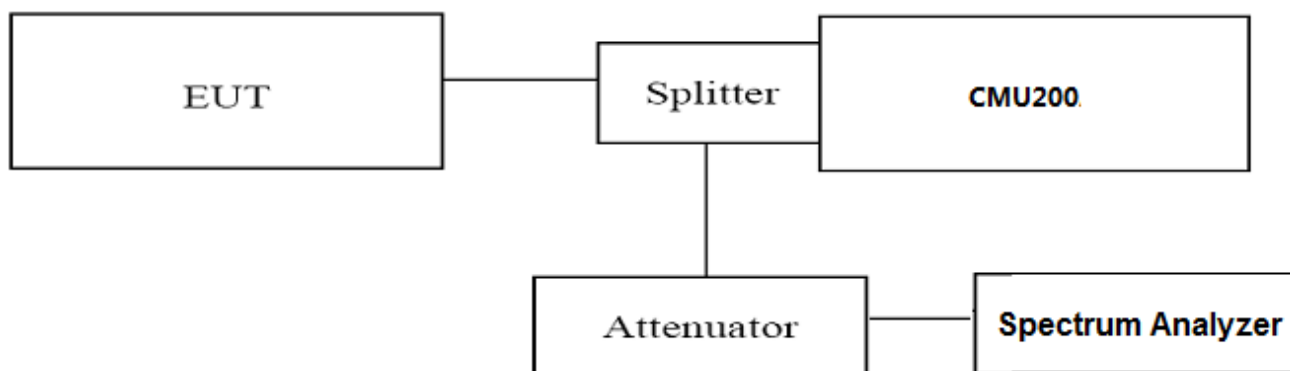 EUT
Splitter
CMU200
Attenuator
Spectrum Analyzer